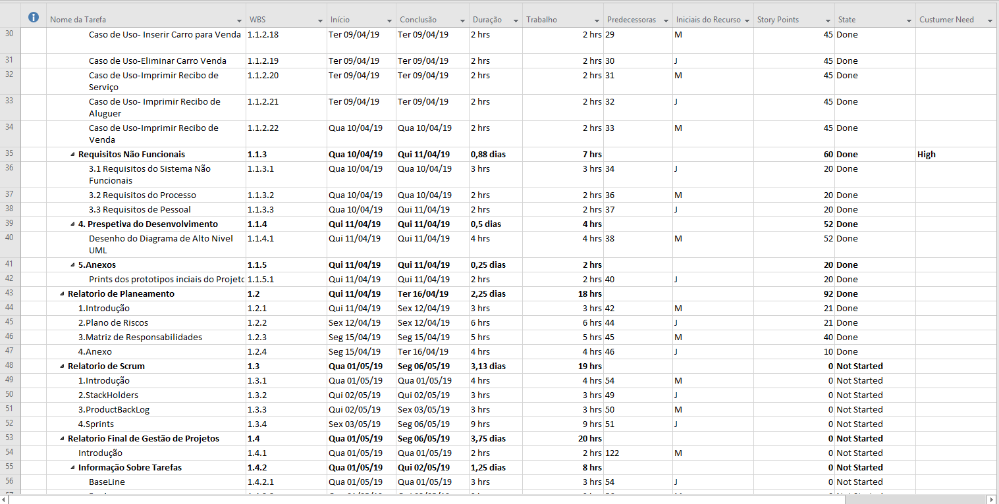 Nome da Tarefa WBS Início Conclusão Duração Trabalho Predecessoras Iniciais do Recurso Story Points State Custumer Need
30 Caso de Uso- Inserir Carro para Venda 1.1.2.18 Ter 09/04/19 Ter 09/04/19 2 hrs 2 hrs 29 M 45 Done
31 Caso de Uso-Eliminar Carro Venda 1.1.2.19 Ter 09/04/19 Ter 09/04/19 2 hrs 2 hrs 30 J 45 Done
32 Caso de Uso-Imprimir Recibo de 1.1.2.20 Ter 09/04/19 Ter 09/04/19 2 hrs 2 hrs 31 M 45 Done
Serviço
33 Caso de Uso- Imprimir Recibo de 1.1.2.21 Ter 09/04/19 Ter 09/04/19 2 hrs 2 hrs 32 J 45 Done
Aluguer
34 Caso de Uso-Imprimir Recibo de 1.1.2.22 Qua 10/04/19 Qua 10/04/19 2 hrs 2 hrs 33 M 45 Done
Venda
35 Requisitos Não Funcionais 1.1.3 Qua 10/04/19 Qui 11/04/19 0,88 dias 7 hrs 60 Done High
36 3.1 Requisitos do Sistema Não 1.1.3.1 Qua 10/04/19 Qua 10/04/19 3 hrs 3 hrs 34 J 20 Done
Funcionais
37 3.2 Requisitos do Processo 1.1.3.2 Qua 10/04/19 Qua 10/04/19 2 hrs 2 hrs 36 M 20 Done
38 3.3 Requisitos de Pessoal 1.1.3.3 Qua 10/04/19 Qui 11/04/19 2 hrs 2 hrs 37 J 20 Done
39 4. Prespetiva do Desenvolvimento 1.1.4 Qui 11/04/19 Qui 11/04/19 0,5 dias 4 hrs 52 Done
40 Desenho do Diagrama de Alto Nivel 1.1.4.1 Qui 11/04/19 Qui 11/04/19 4 hrs 4 hrs 38 M 52 Done
UML
41 5.Anexos 1.1.5 Qui 11/04/19 Qui 11/04/19 0,25 dias 2 hrs 20 Done
42 Prints dos prototipos inciais do Projeto 1.1.5.1 Qui 11/04/19 Qui 11/04/19 2 hrs 2 hrs 40 J 20 Done
43 Relatorio de Planeamento 1.2 Qui 11/04/19 Ter 16/04/19 2,25 dias 18 hrs 92 Done
44 1.Introdução 1.2.1 Qui 11/04/19 Sex 12/04/19 3 hrs 3 hrs 42 M 21 Done
45 2.Plano de Riscos 1.2.2 Sex 12/04/19 Sex 12/04/19 6 hrs 6 hrs 44 J 21 Done
46 3.Matriz de Responsabilidades 1.2.3 Seg 15/04/19 Seg 15/04/19 5 hrs 5 hrs 45 M 40 Done
47 4.Anexo 1.2.4 Seg 15/04/19 Ter 16/04/19 4 hrs 4 hrs 46 J 10 Done
48 Relatorio de Scrum 1.3 Qua 01/05/19 Seg 06/05/19 3,13 dias 19 hrs 0 Not Started
49 1.Introdução 1.3.1 Qua 01/05/19 Qua 01/05/19 4 hrs 4 hrs 54 M 0 Not Started
50 2.StackHolders 1.3.2 Qui 02/05/19 Qui 02/05/19 3 hrs 3 hrs 49 J 0 Not Started
51 3.ProductBackLog 1.3.3 Qui 02/05/19 Sex 03/05/19 3 hrs 3 hrs 50 M 0 Not Started
52 4.Sprints 1.3.4 Sex 03/05/19 Seg 06/05/19 9 hrs 9 hrs 51 J 0 Not Started
53 Relatorio Final de Gestão de Projetos 1.4 Qua 01/05/19 Seg 06/05/19 3,75 dias 20 hrs 0 Not Started
54 Introdução 1.4.1 Qua 01/05/19 Qua 01/05/19 2 hrs 2 hrs 122 M 0 Not Started
55 Informação Sobre Tarefas 1.4.2 Qua 01/05/19 Qui 02/05/19 1,25 dias 8 hrs 0 Not Started
56 BaseLine 1.4.2.1 Qua 01/05/19 Qua 01/05/19 3 hrs 3 hrs 54 J 0 Not Started